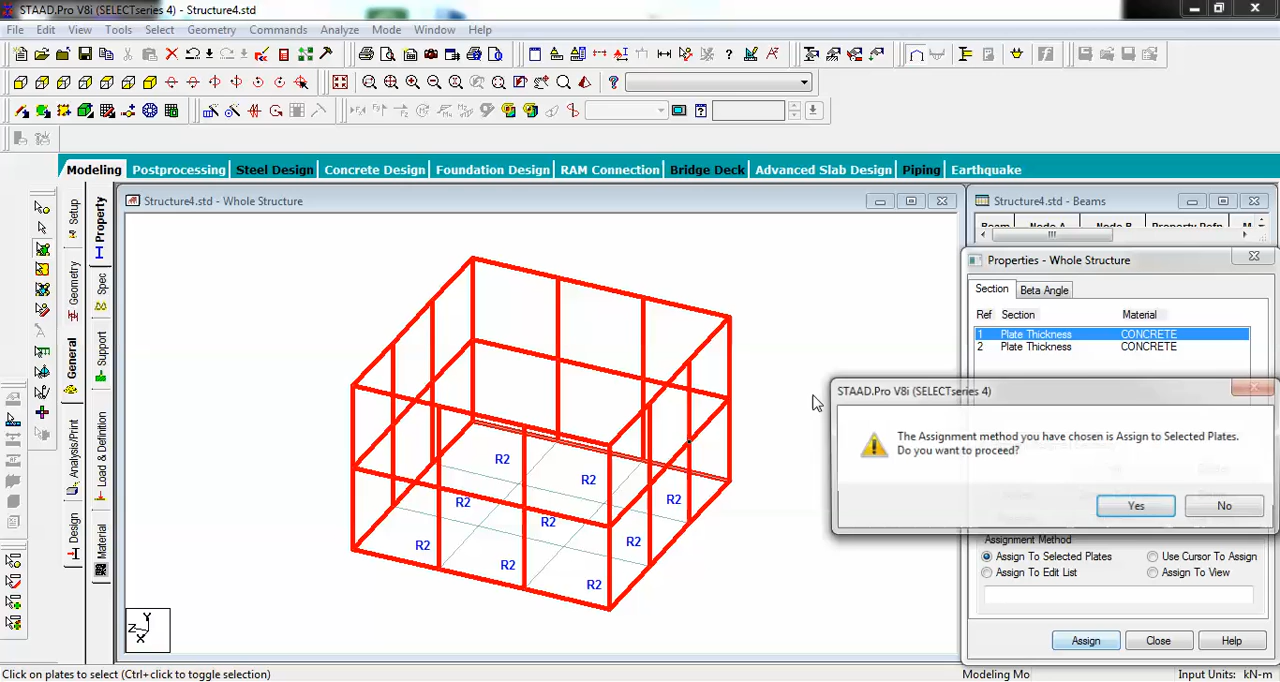 STAAD.Pro V8i (SELECTseries 4) - Structure4.std
File Edit View Tools Select Geometry Commands Analyze Mode Window Help
Modeling Postprocessing Steel Design Concrete Design Foundation Design RAM Connection Bridge Deck Advanced Slab Design Piping Earthquake
Setup
Geometry
General
Analysis/Print
Design
Property
Spec
Support
Load & Definition
Material
Structure4.std - Whole Structure
R2
R2
R2
R2
R2
R2
R2
R2
R2
Y
Z
X
Structure4.std - Beams
Beam Node A Node B Property Refn
Properties - Whole Structure
Section Beta Angle
Ref Section Material
1 Plate Thickness CONCRETE
2 Plate Thickness CONCRETE
STAAD.Pro V8i (SELECTseries 4)
The Assignment method you have chosen is Assign to Selected Plates.
Do you want to proceed?
Yes No
Assignment Method
Assign To Selected Plates Use Cursor To Assign
Assign To Edit List Assign To View
Assign Close Help
Click on plates to select (Ctrl+click to toggle selection) Modeling Mo Input Units: kN-m